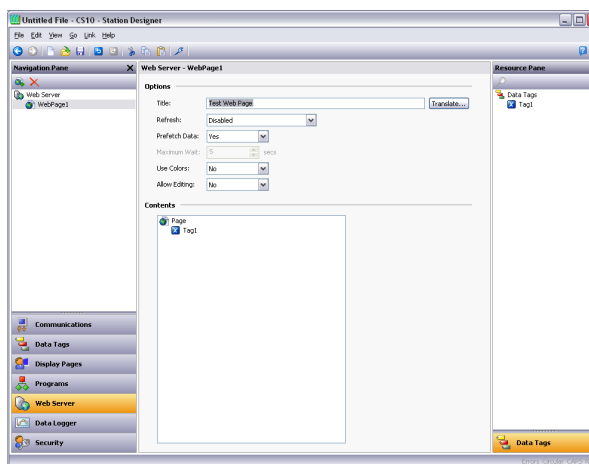 Untitled File - CS10 - Station Designer
File Edit View Go Link Help
Navigation Pane X
Web Server
WebPage1
Communications
Data Tags
Display Pages
Programs
Web Server
Data Logger
Security
Web Server - WebPage1
Options
Title: Test Web Page Translate...
Refresh: Disabled
Prefetch Data: Yes
Maximum Wait: 5 secs
Use Colors: No
Allow Editing: No
Contents
Page
Tag1
Resource Pane
Data Tags
Tag1
Data Tags
Errors Circular CAPS